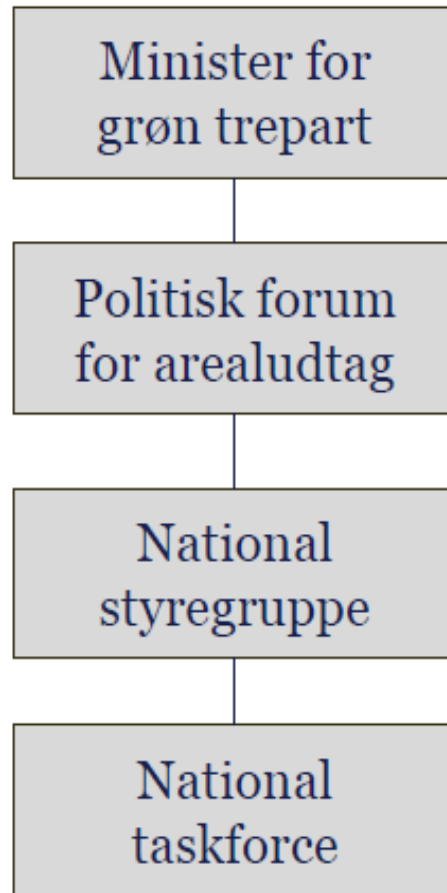 Minister for
grøn trepart
Politisk forum
for arealudtag
National
styregruppe
National
taskforce